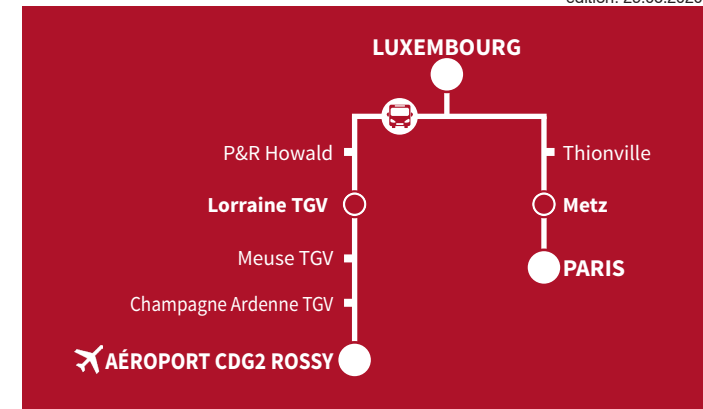 LUXEMBOURG
P&R Howald
Thionville
Lorraine TGV
Metz
Meuse TGV
PARIS
Champagne Ardenne TGV
AÉROPORT CDG2 ROSSY